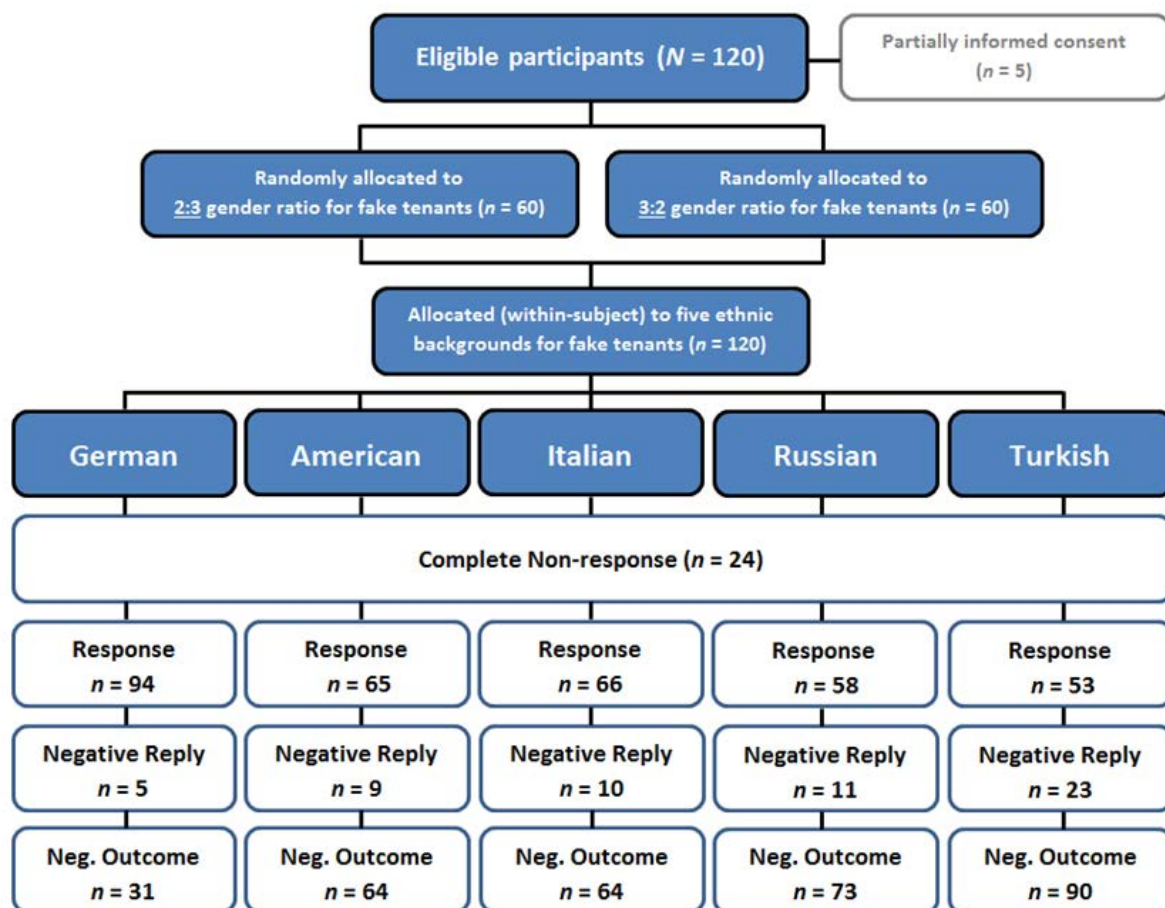 Eligible participants (N = 120)
Partially informed consent
(n = 5)
Randomly allocated to
2:3 gender ratio for fake tenants (n = 60)
Randomly allocated to
3:2 gender ratio for fake tenants (n = 60)
Allocated (within-subject) to five ethnic
backgrounds for fake tenants (n = 120)
German
American
Italian
Russian
Turkish
Complete Non-response (n = 24)
Response
n = 94
Response
n = 65
Response
n = 66
Response
n = 58
Response
n = 53
Negative Reply
n = 5
Negative Reply
n = 9
Negative Reply
n = 10
Negative Reply
n = 11
Negative Reply
n = 23
Neg. Outcome
n = 31
Neg. Outcome
n = 64
Neg. Outcome
n = 64
Neg. Outcome
n = 73
Neg. Outcome
n = 90